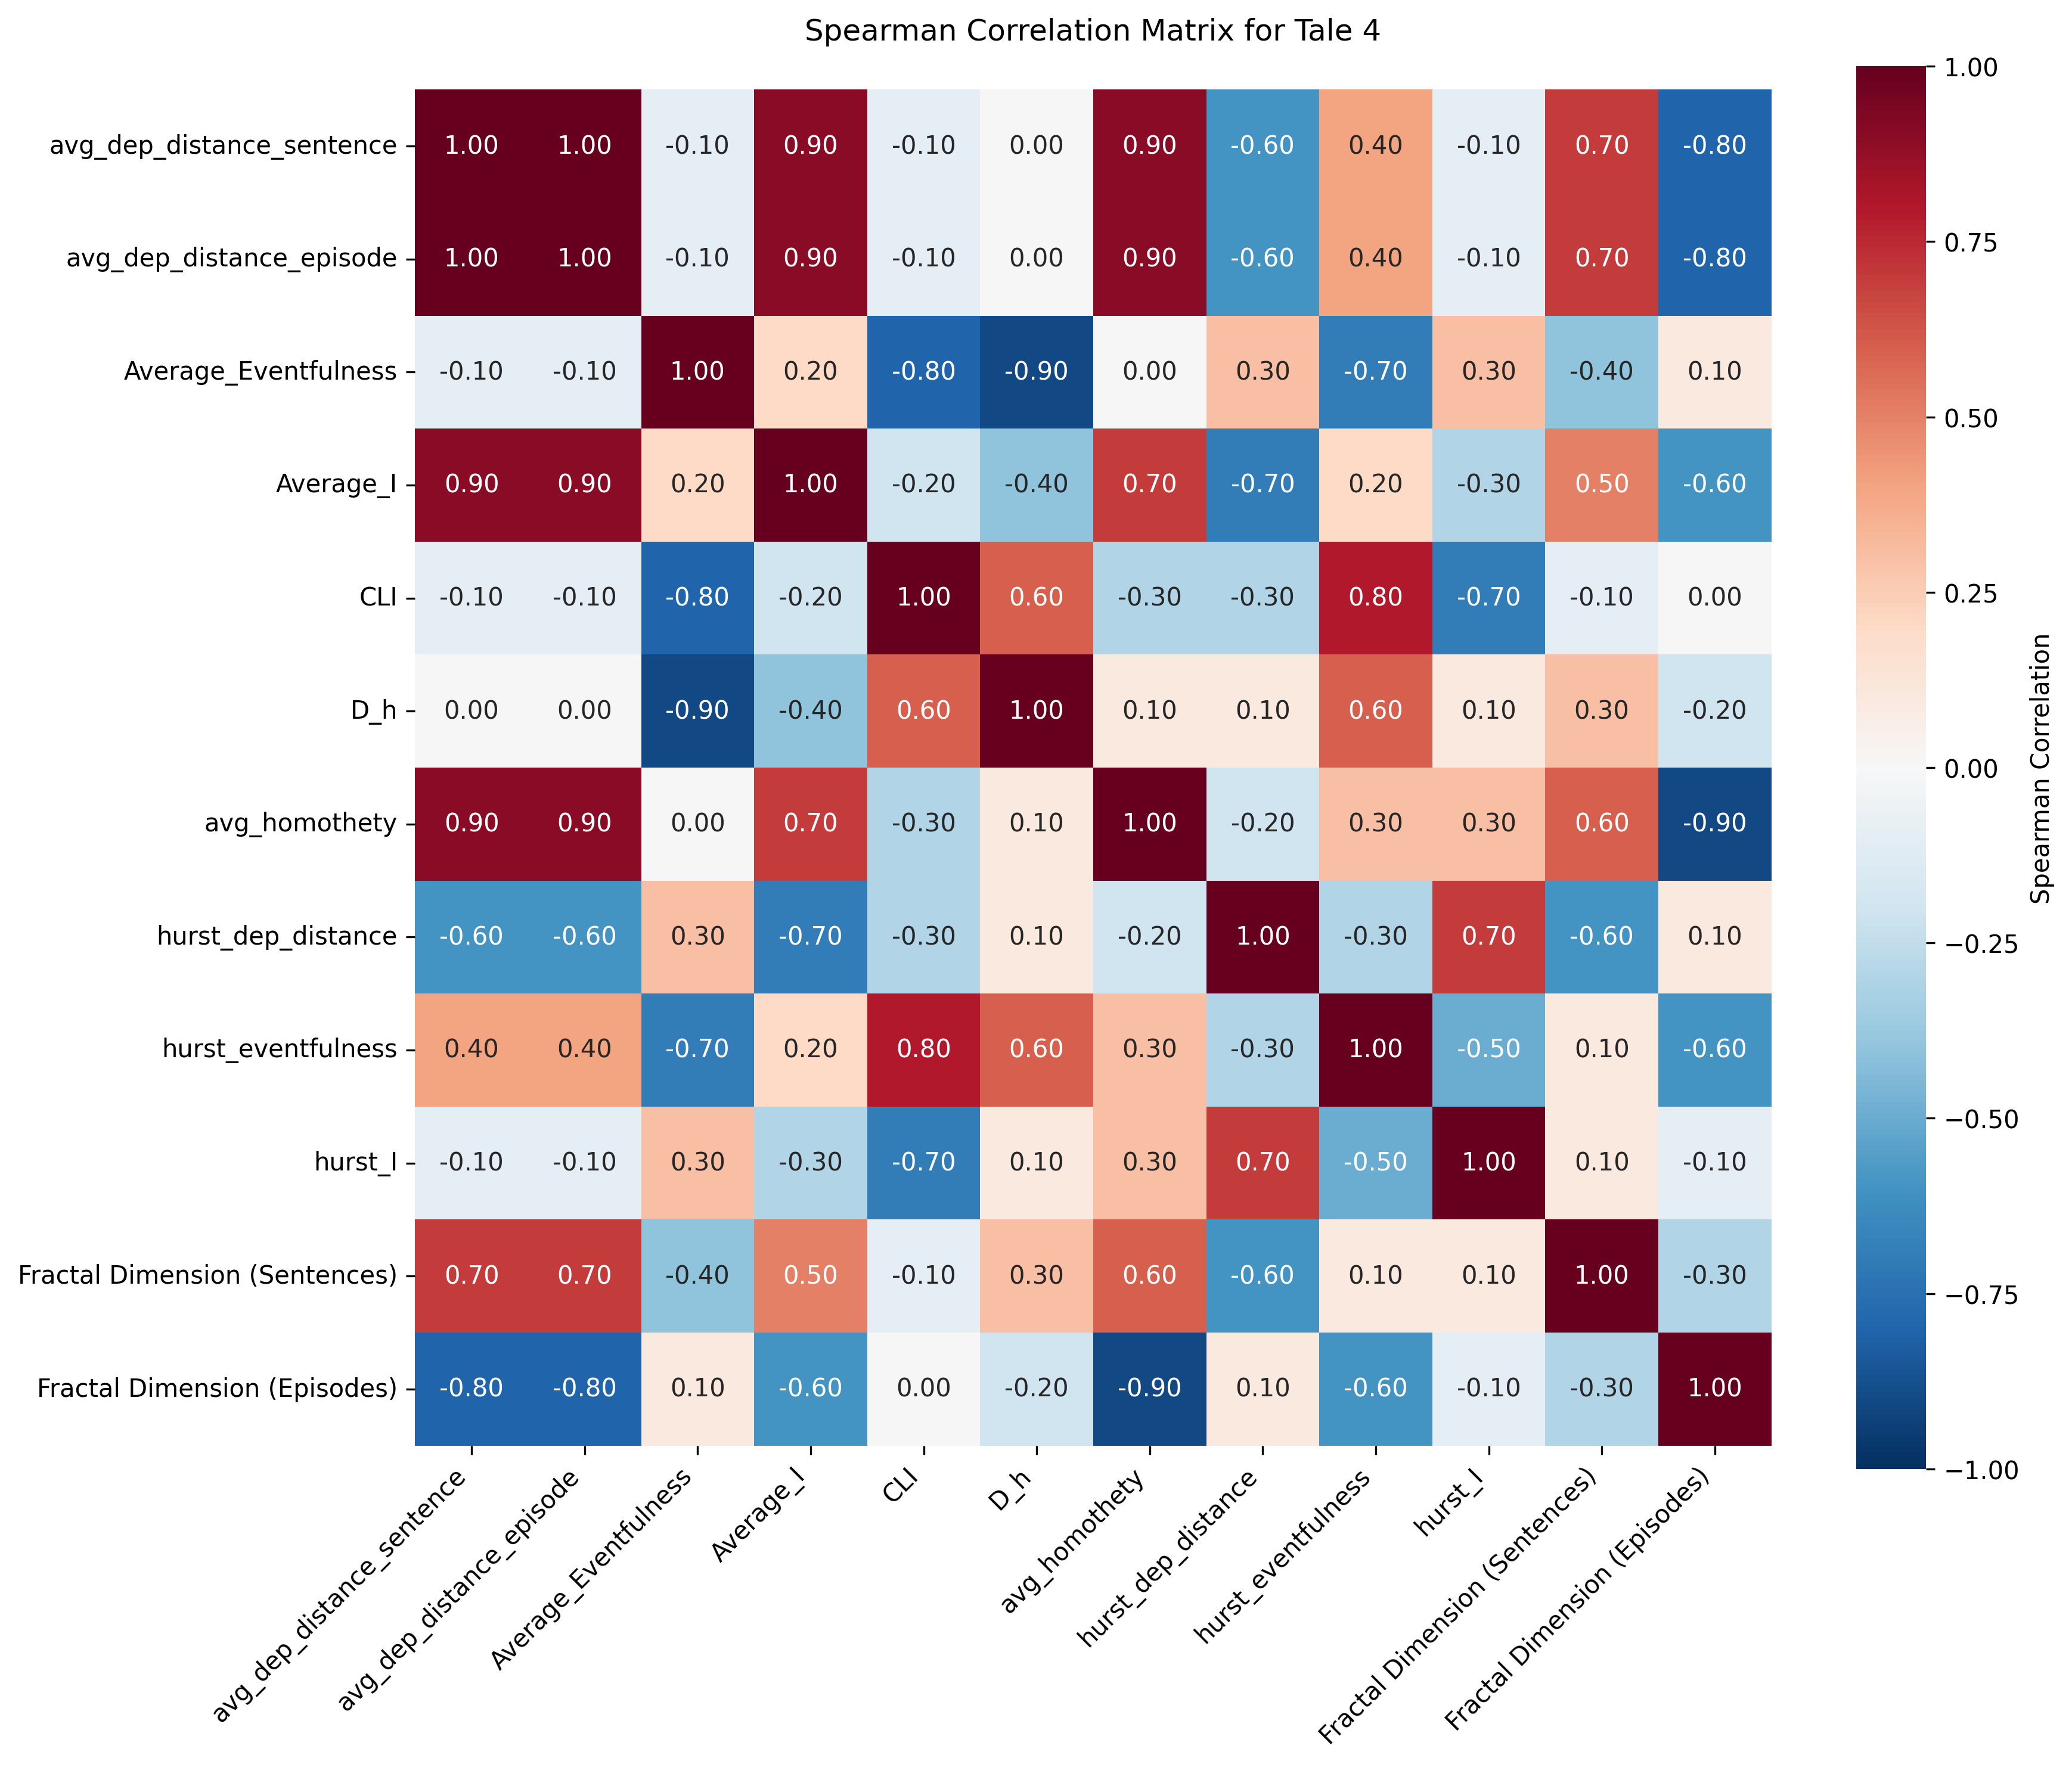 Spearman Correlation Matrix for Tale 4
avg_dep_distance_sentence 1.00 1.00 -0.10 0.90 -0.10 0.00 0.90 -0.60 0.40 -0.10 0.70 -0.80
avg_dep_distance_episode 1.00 1.00 -0.10 0.90 -0.10 0.00 0.90 -0.60 0.40 -0.10 0.70 -0.80
Average_Eventfulness -0.10 -0.10 1.00 0.20 -0.80 -0.90 0.00 0.30 -0.70 0.30 -0.40 0.10
Average_I 0.90 0.90 0.20 1.00 -0.20 -0.40 0.70 -0.70 0.20 -0.30 0.50 -0.60
CLI -0.10 -0.10 -0.80 -0.20 1.00 0.60 -0.30 -0.30 0.80 -0.70 -0.10 0.00
D_h 0.00 0.00 -0.90 -0.40 0.60 1.00 0.10 0.10 0.60 0.10 0.30 -0.20
avg_homothety 0.90 0.90 0.00 0.70 -0.30 0.10 1.00 -0.20 0.30 0.30 0.60 -0.90
hurst_dep_distance -0.60 -0.60 0.30 -0.70 -0.30 0.10 -0.20 1.00 -0.30 0.70 -0.60 0.10
hurst_eventfulness 0.40 0.40 -0.70 0.20 0.80 0.60 0.30 -0.30 1.00 -0.50 0.10 -0.60
hurst_I -0.10 -0.10 0.30 -0.30 -0.70 0.10 0.30 0.70 -0.50 1.00 0.10 -0.10
Fractal Dimension (Sentences) 0.70 0.70 -0.40 0.50 -0.10 0.30 0.60 -0.60 0.10 0.10 1.00 -0.30
Fractal Dimension (Episodes) -0.80 -0.80 0.10 -0.60 0.00 -0.20 -0.90 0.10 -0.60 -0.10 -0.30 1.00
avg_dep_distance_sentence
avg_dep_distance_episode
Average_Eventfulness
Average_I
CLI
D_h
avg_homothety
hurst_dep_distance
hurst_eventfulness
hurst_I
Fractal Dimension (Sentences)
Fractal Dimension (Episodes)
1.00
0.75
0.50
0.25
0.00
−0.25
−0.50
−0.75
−1.00
Spearman Correlation